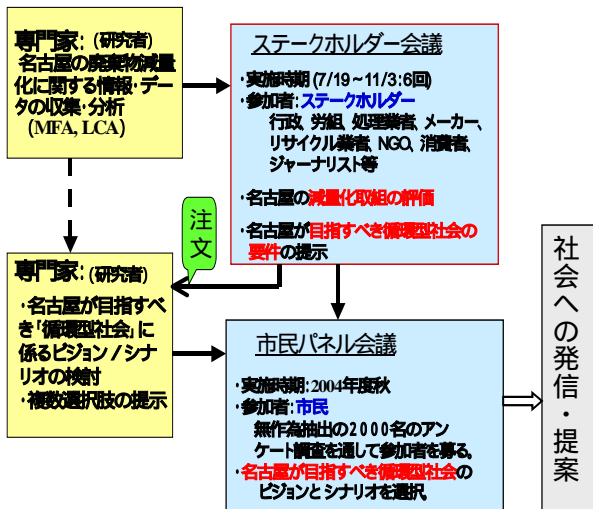 専門家:(研究者)
名古屋の廃棄物減量
化に関する情報・デー
タの収集・分析
(MFA, LCA)
ステークホルダー会議
・実施時期(7/19～11/3:6回)
・参加者:ステークホルダー
行政、労組、処理業者、メーカー、
リサイクル業者、NGO、消費者、
ジャーナリスト等
・名古屋の減量化取組の評価
・名古屋が目指すべき循環型社会の
要件の提示
注文
専門家:(研究者)
・名古屋が目指すべ
き「循環型社会」に
係るビジョン/シナ
リオの検討
・複数選択肢の提示
市民パネル会議
・実施時期:2004年度秋
・参加者:市民
無作為抽出の2000名のアン
ケート調査を通して参加者を募る。
・名古屋が目指すべき循環型社会の
ビジョンとシナリオを選択
社会への発信・提案